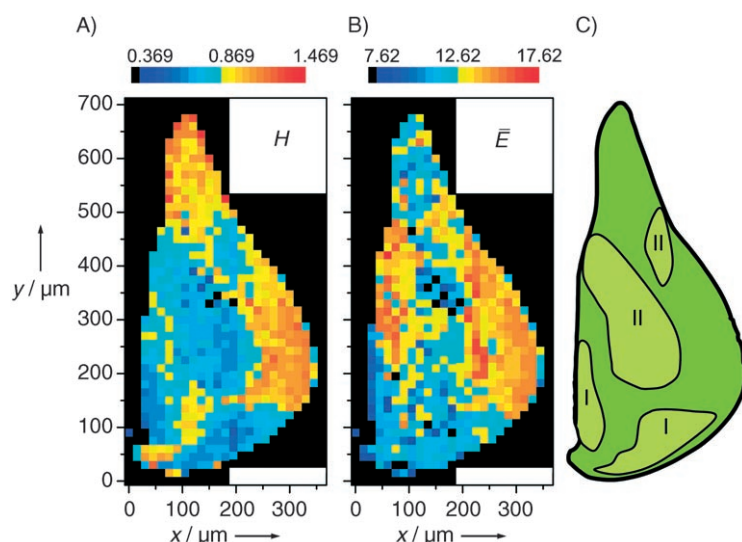 A) B) C)
0.369 0.869 1.469 7.62 12.62 17.62
700
H Ē
600
500
II
400
y / µm
II
300
200
I
100
I
0
0 100 200 300 0 100 200 300
x / µm x / µm